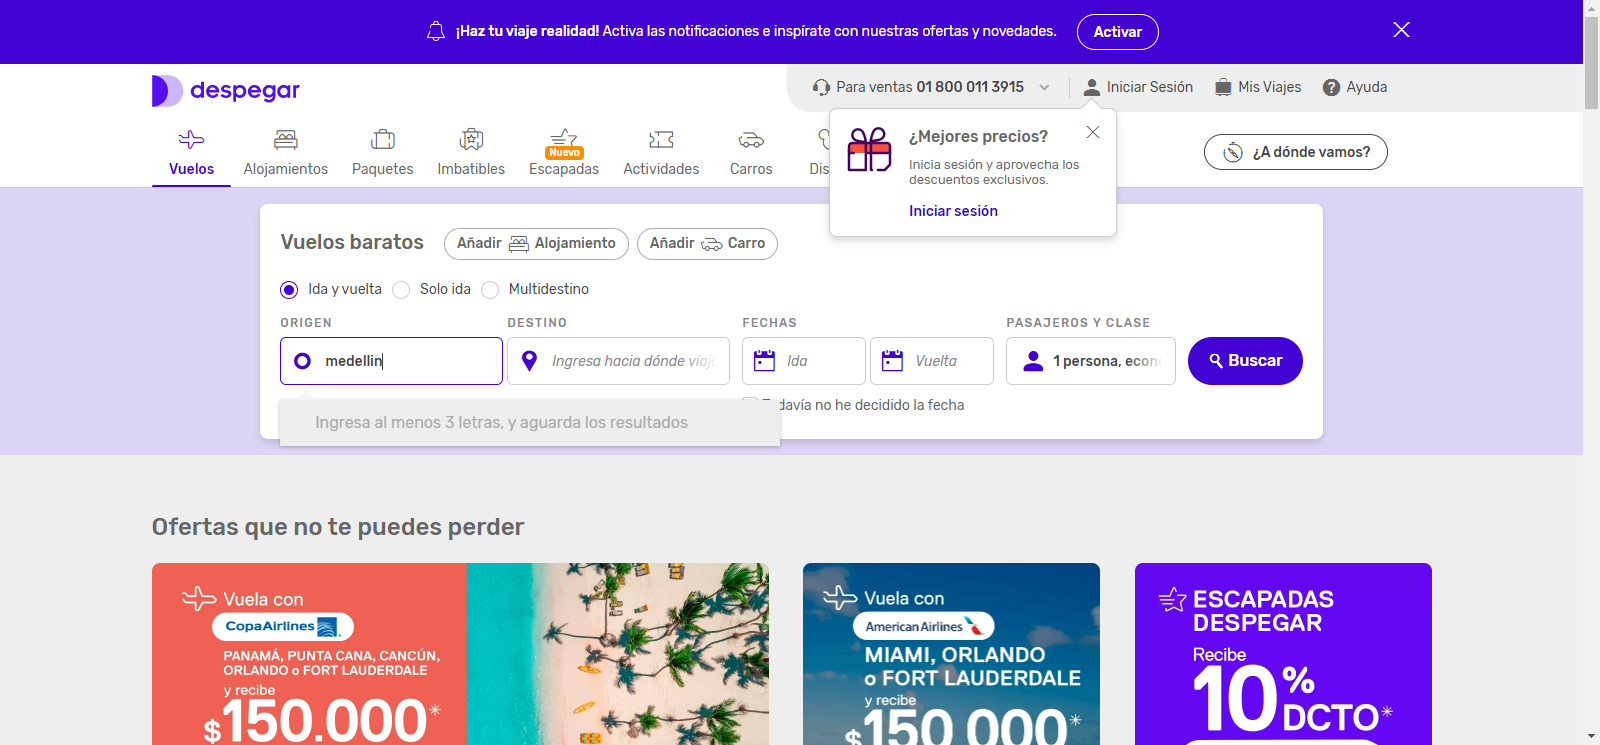 ¡Haz tu viaje realidad! Activa las notificaciones e inspírate con nuestras ofertas y novedades.
Activar
despegar
Para ventas 01 800 011 3915
Iniciar Sesión
Mis Viajes
Ayuda
Vuelos
Alojamientos
Paquetes
Imbatibles
Nuevo
Escapadas
Actividades
Carros
¿A dónde vamos?
¿Mejores precios?
Inicia sesión y aprovecha los
descuentos exclusivos.
Iniciar sesión
Vuelos baratos
Añadir Alojamiento
Añadir Carro
Ida y vuelta
Solo ida
Multidestino
ORIGEN
DESTINO
FECHAS
PASAJEROS Y CLASE
medellin
Ingresa hacia dónde viaj
Ida
Vuelta
1 persona, econ
Buscar
davía no he decidido la fecha
Ingresa al menos 3 letras, y aguarda los resultados
Ofertas que no te puedes perder
Vuela con
CopaAirlines
PANAMÁ, PUNTA CANA, CANCÚN,
ORLANDO o FORT LAUDERDALE
y recibe
$150.000*
Vuela con
American Airlines
MIAMI, ORLANDO
o FORT LAUDERDALE
y recibe
$150.000*
ESCAPADAS
DESPEGAR
Recibe
10%
DCTO*